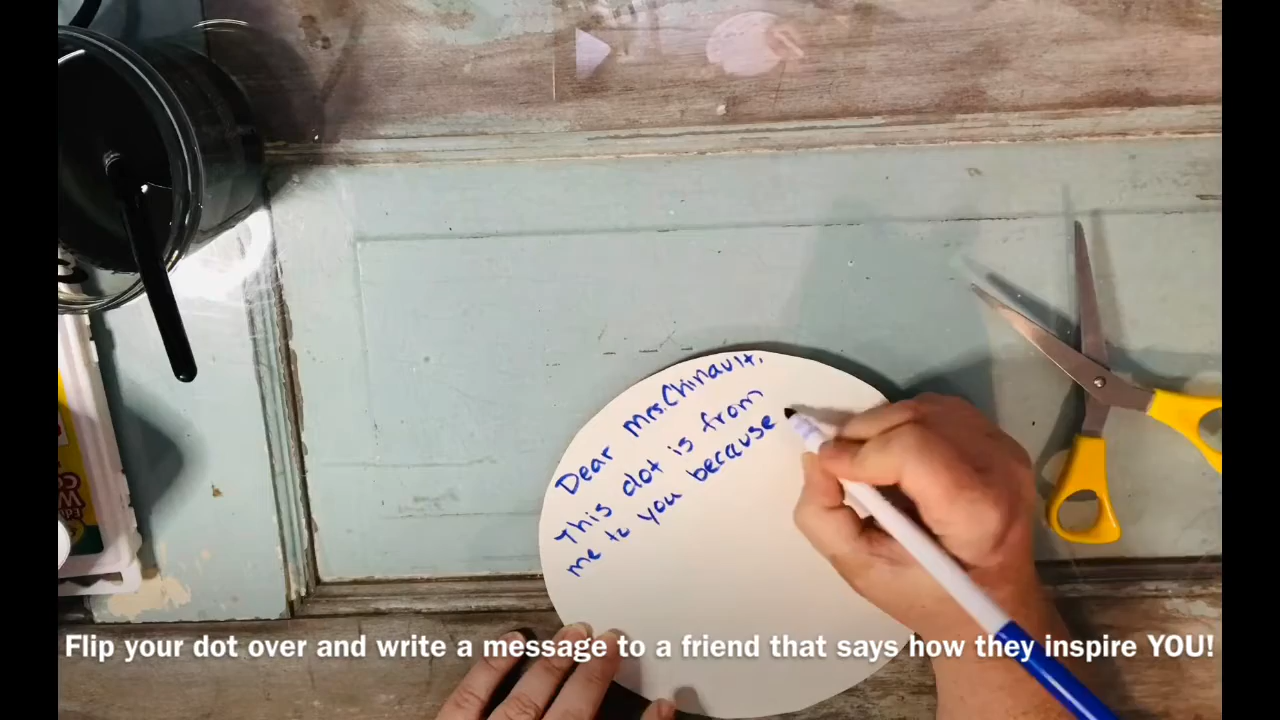 Dear Mrs. Chinault,
This dot is from
me to you because
Flip your dot over and write a message to a friend that says how they inspire YOU!